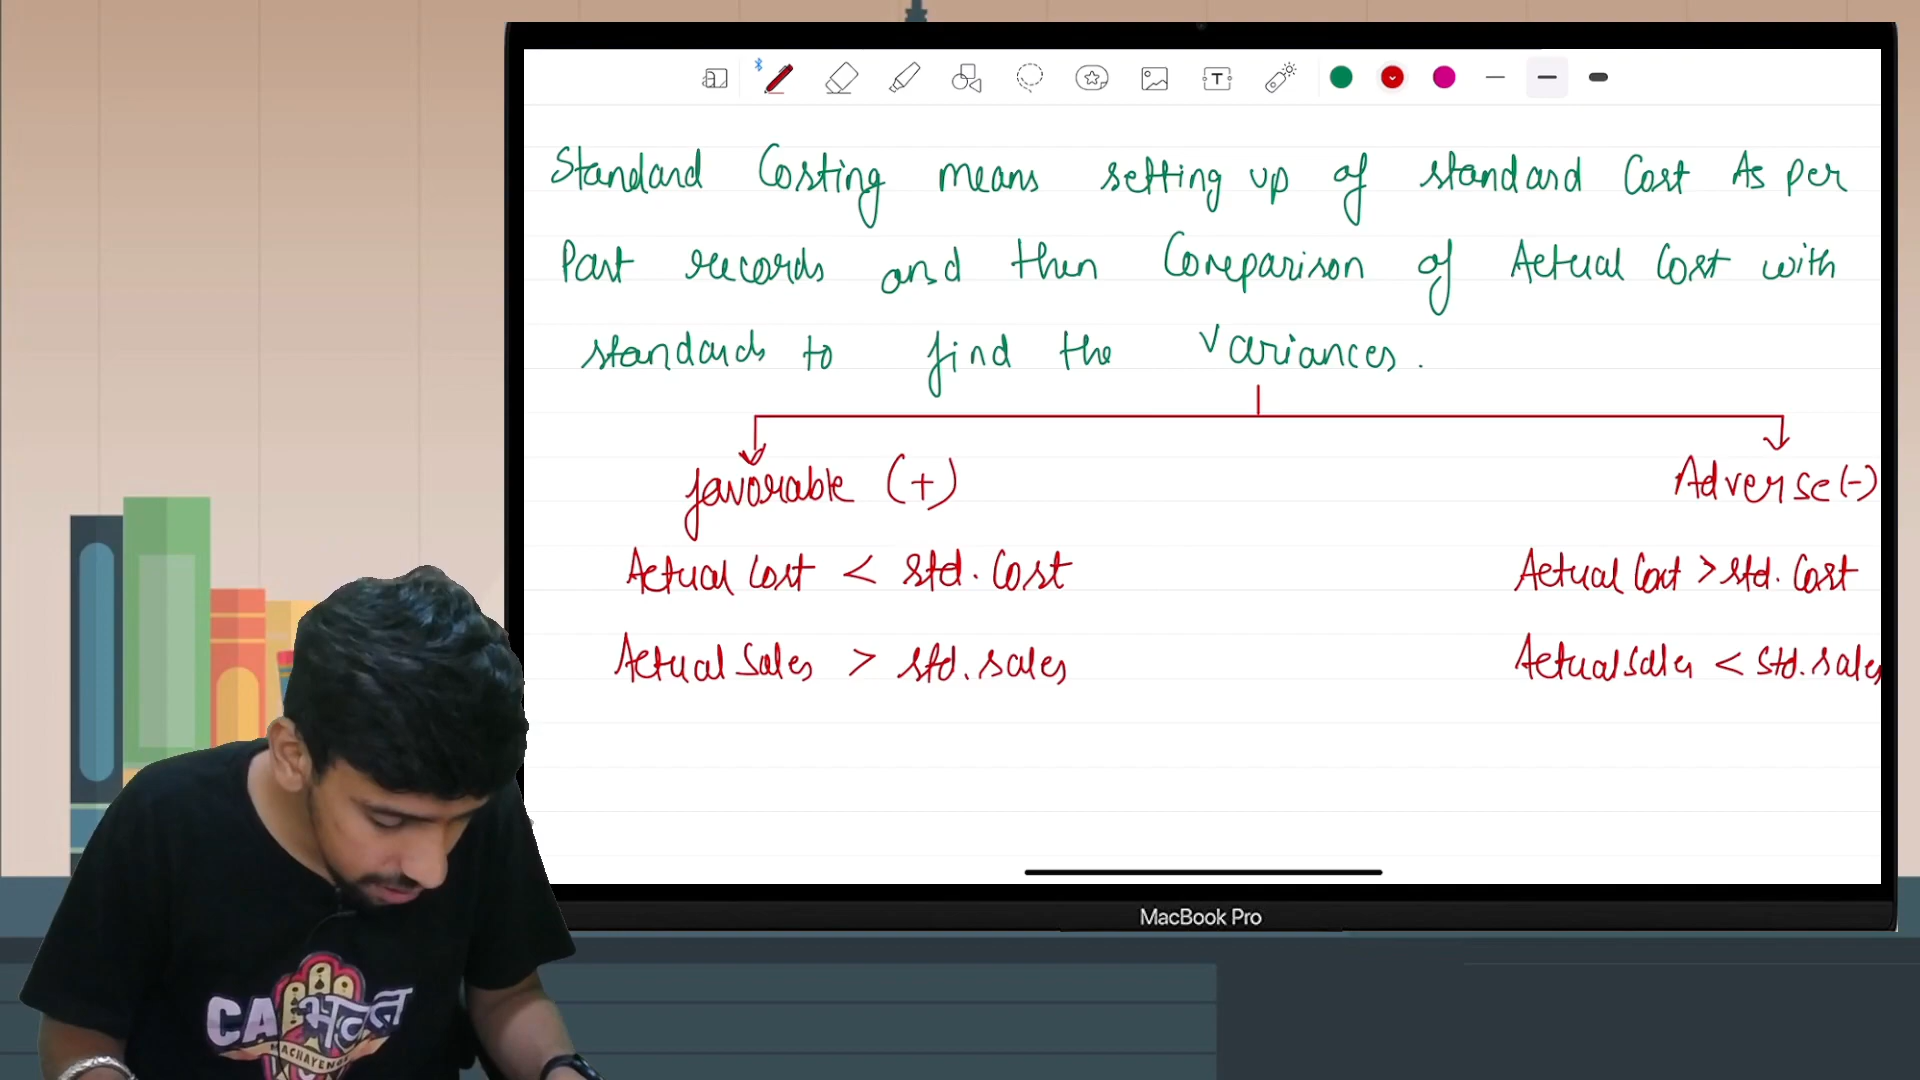 Standard Costing means setting up of standard Cost As per
Past records and then Comparison of Actual Cost with
standards to find the Variances.
favorable (+)
Adverse (-)
Actual Cost < Std. Cost
Actual Cost > Std. Cost
Actual Sales > Std. sales
Actual sales < Std. sales
MacBook Pro
CA भक्त
MACHAYENGE